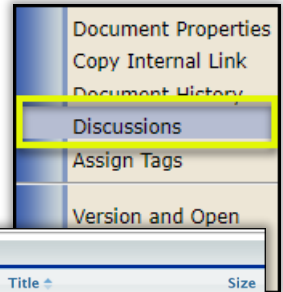 Document Properties
Copy Internal Link
Document History
Discussions
Assign Tags
Version and Open
Title Size